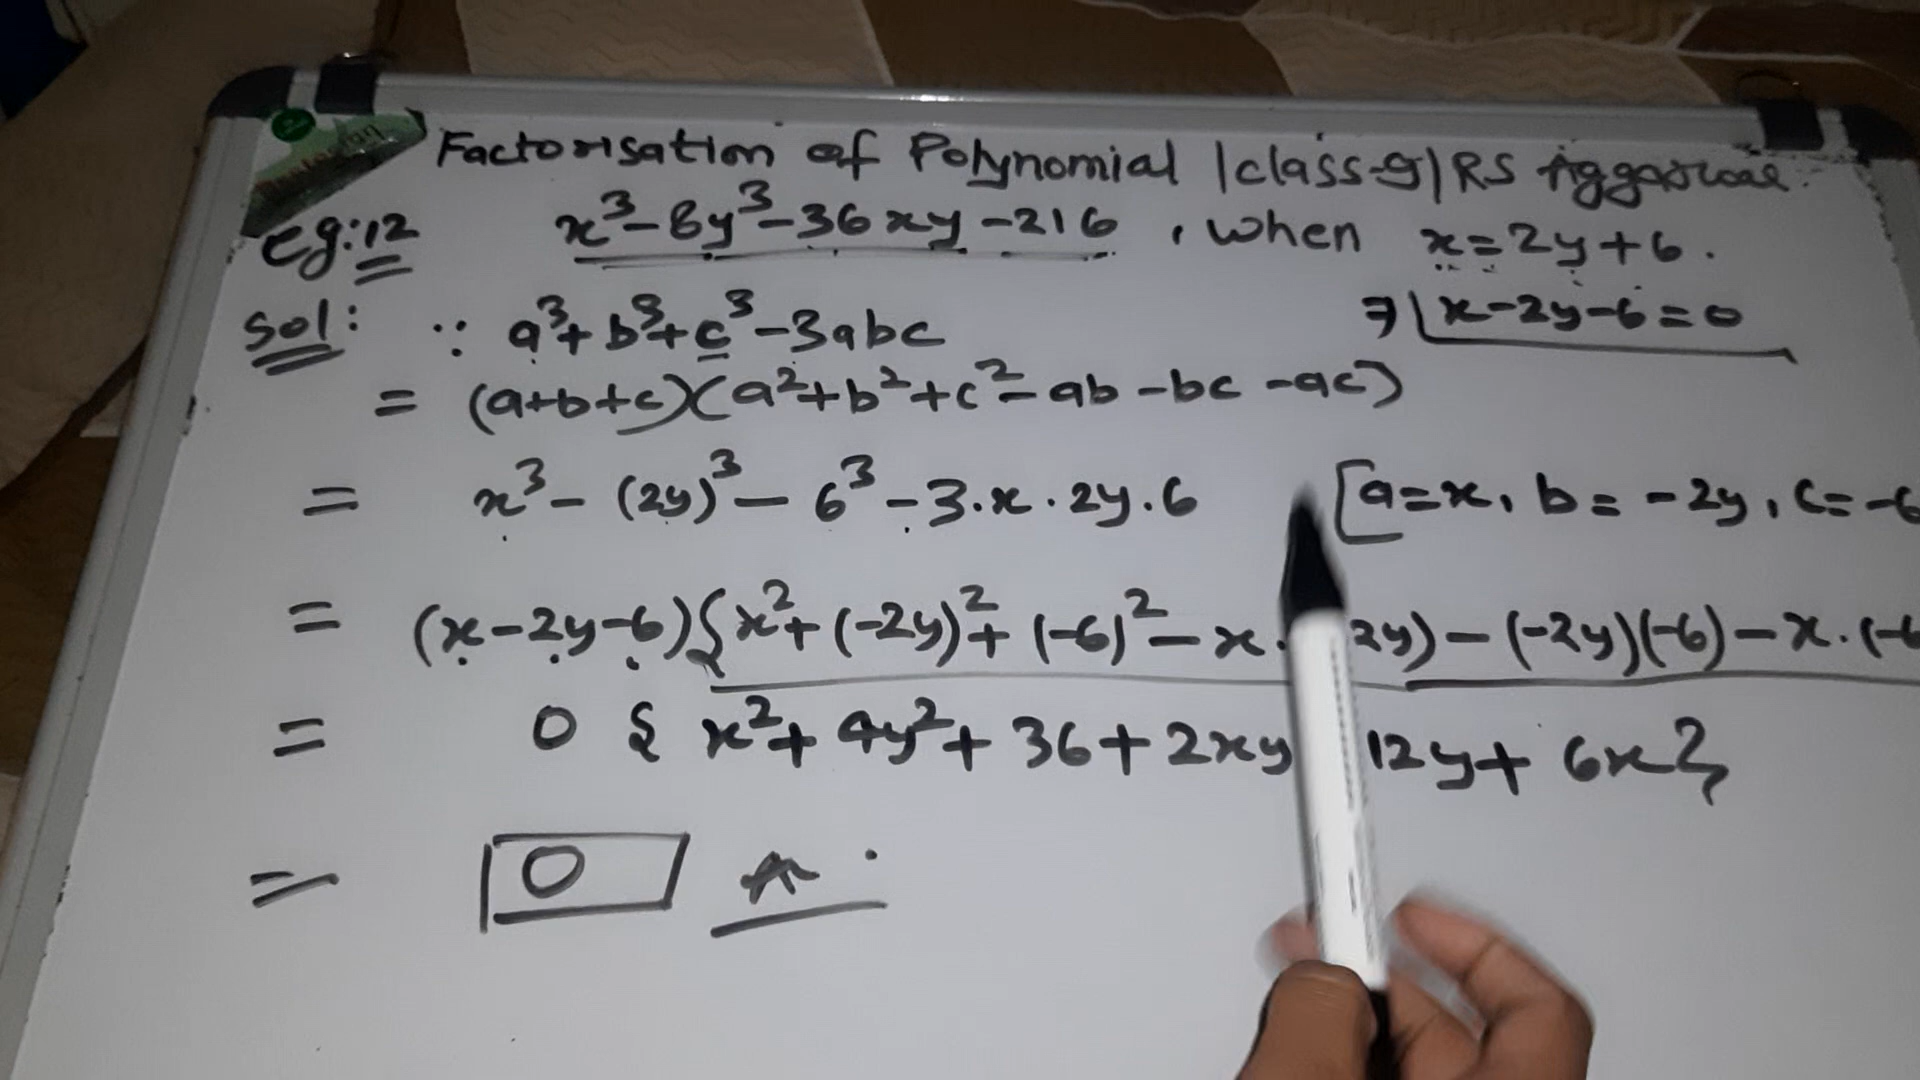 Factorisation of Polynomial |class-9| RS Aggarwal
eg:12 x³-8y³-36xy-216, when x=2y+6.
Sol: ∵ a³+b³+c³-3abc ⇒ x-2y-6=0
= (a+b+c)(a²+b²+c²-ab-bc-ac)
= x³-(2y)³-6³-3.x.2y.6 [a=x, b=-2y, c=-6
= (x-2y-6){x²+(-2y)²+(-6)²-x. 2y)-(-2y)(-6)-x.(-6
= 0 { x²+4y²+36+2xy 12y+6x}
= 0